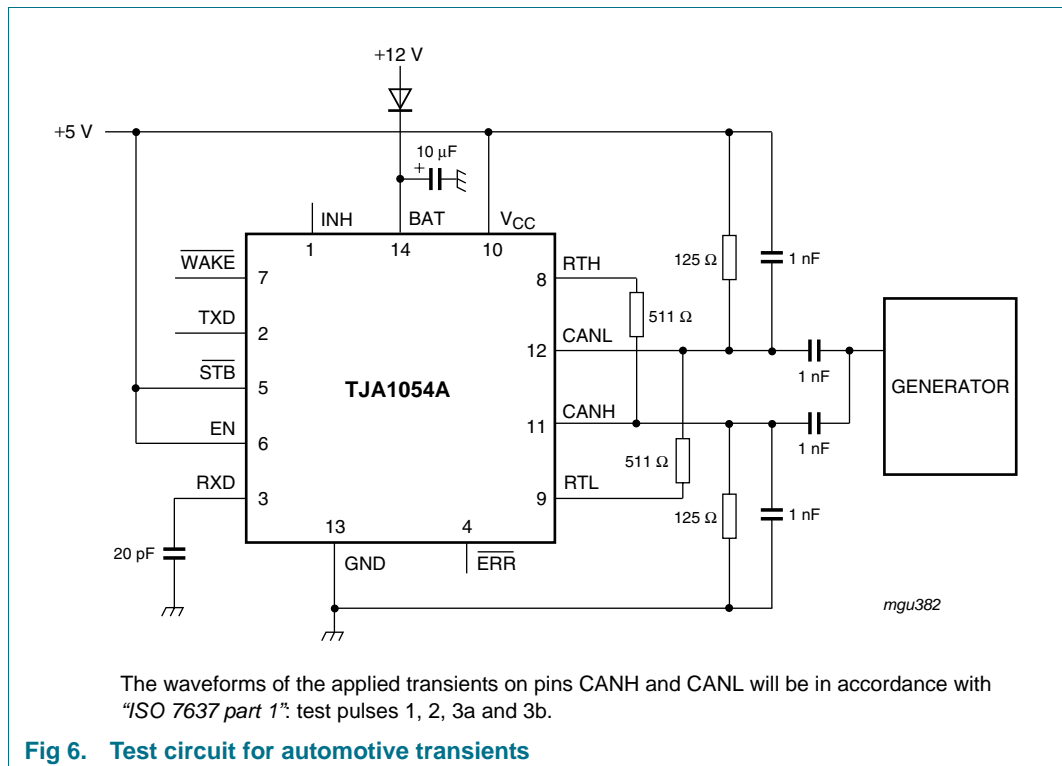 +12 V
+5 V
10 μF
+
INH
BAT
VCC
1
14
10
WAKE
7
TXD
2
STB
5
EN
6
RXD
3
20 pF
TJA1054A
13
GND
4
ERR
RTH
8
511 Ω
CANL
12
CANH
11
511 Ω
RTL
9
125 Ω
1 nF
1 nF
1 nF
125 Ω
1 nF
GENERATOR
mgu382
The waveforms of the applied transients on pins CANH and CANL will be in accordance with
“ISO 7637 part 1”: test pulses 1, 2, 3a and 3b.
Fig 6. Test circuit for automotive transients